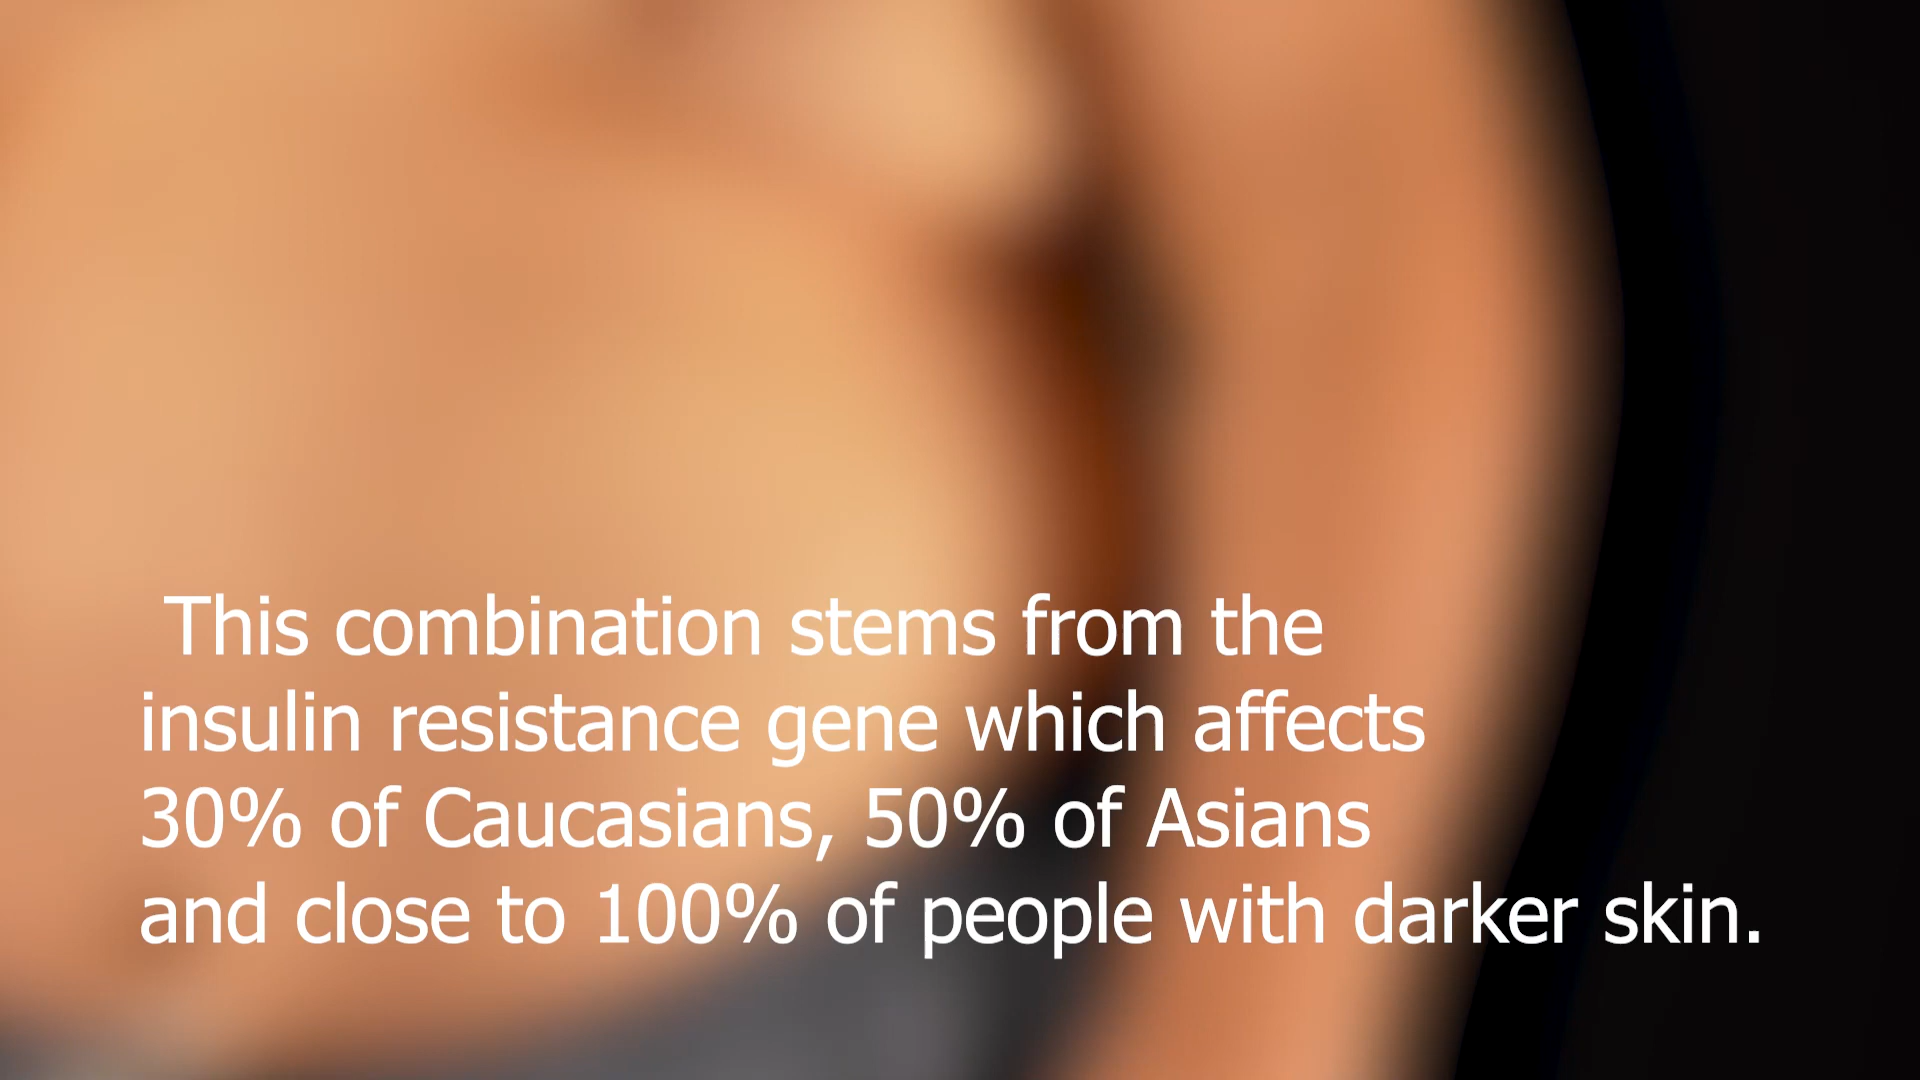 This combination stems from the
insulin resistance gene which affects
30% of Caucasians, 50% of Asians
and close to 100% of people with darker skin.